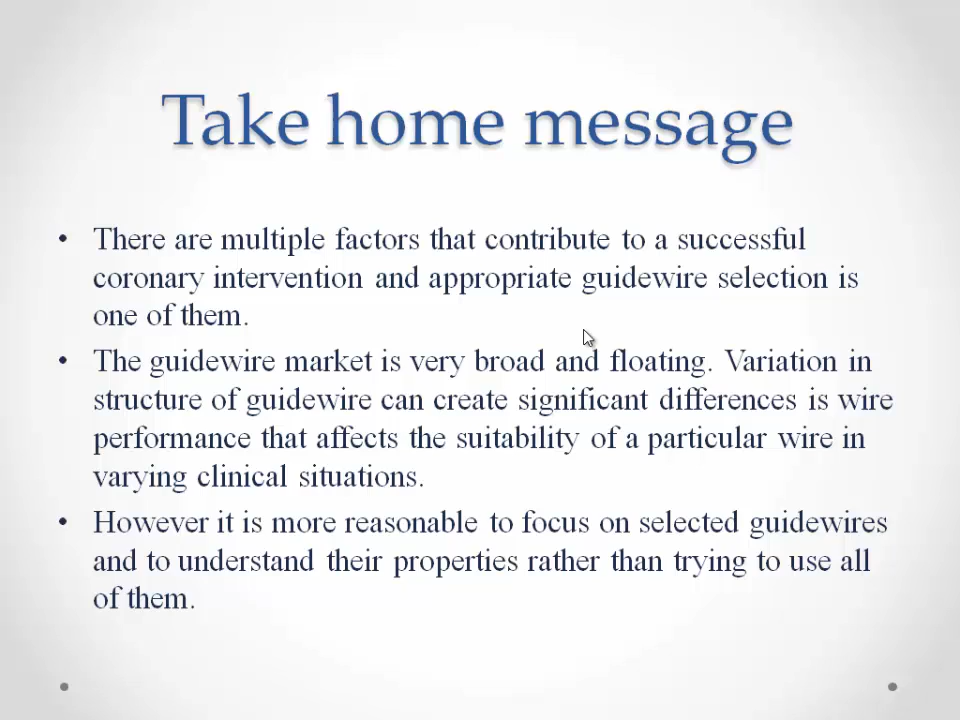 Take home message
• There are multiple factors that contribute to a successful
coronary intervention and appropriate guidewire selection is
one of them.
• The guidewire market is very broad and floating. Variation in
structure of guidewire can create significant differences is wire
performance that affects the suitability of a particular wire in
varying clinical situations.
• However it is more reasonable to focus on selected guidewires
and to understand their properties rather than trying to use all
of them.